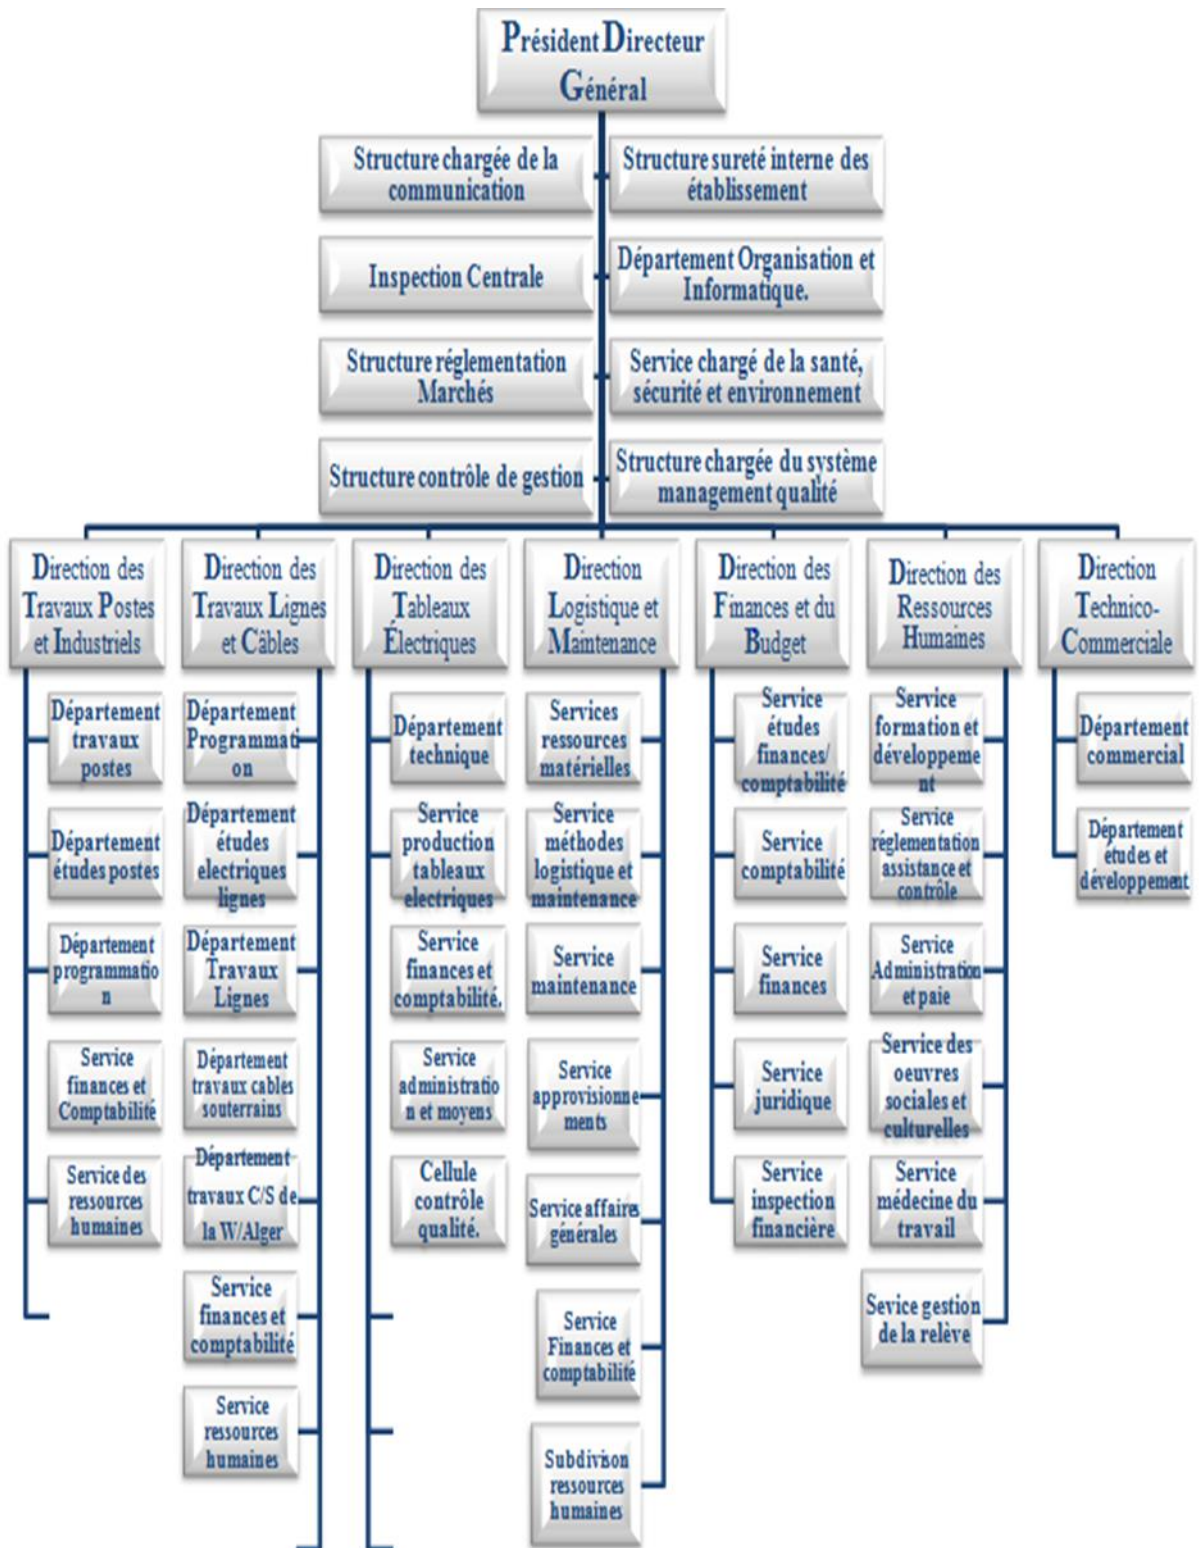 Président Directeur
Général
Structure chargée de la
communication
Structure sureté interne des
établissement
Inspection Centrale
Département Organisation et
Informatique.
Structure réglementation
Marchés
Service chargé de la santé,
sécurité et environnement
Structure contrôle de gestion
Structure chargée du système
management qualité
Direction des
Travaux Postes
et Industriels
Département
travaux
postes
Département
études postes
Département
programmatio
n
Service
finances et
Comptabilité
Service des
ressources
humaines
Direction des
Travaux Lignes
et Câbles
Département
Programmati
on
Département
études
electriques
lignes
Département
Travaux
Lignes
Département
travaux cables
souterrains
Département
travaux C/S de
la W/Alger
Service
finances et
comptabilité
Service
ressources
humaines
Direction des
Tableaux
Électriques
Département
technique
Service
production
tableaux
electriques
Service
finances et
comptabilité.
Service
administratio
n et moyens
Cellule
contrôle
qualité.
Direction
Logistique et
Maintenance
Services
ressources
matérielles
Service
méthodes
logistique et
maintenance
Service
maintenance
Service
approvisionne
ments
Service affaires
générales
Service
Finances et
comptabilité
Subdivison
ressources
humaines
Direction des
Finances et du
Budget
Service
études
finances/
comptabilité
Service
comptabilité
Service
finances
Service
juridique
Service
inspection
financière
Direction des
Ressources
Humaines
Service
formation et
développeme
nt
Service
réglementation
assistance et
contrôle
Service
Administration
et paie
Service des
oeuvres
sociales et
culturelles
Service
médecine du
travail
Sevice gestion
de la relève
Direction
Technico-
Commerciale
Département
commercial
Département
études et
développement.